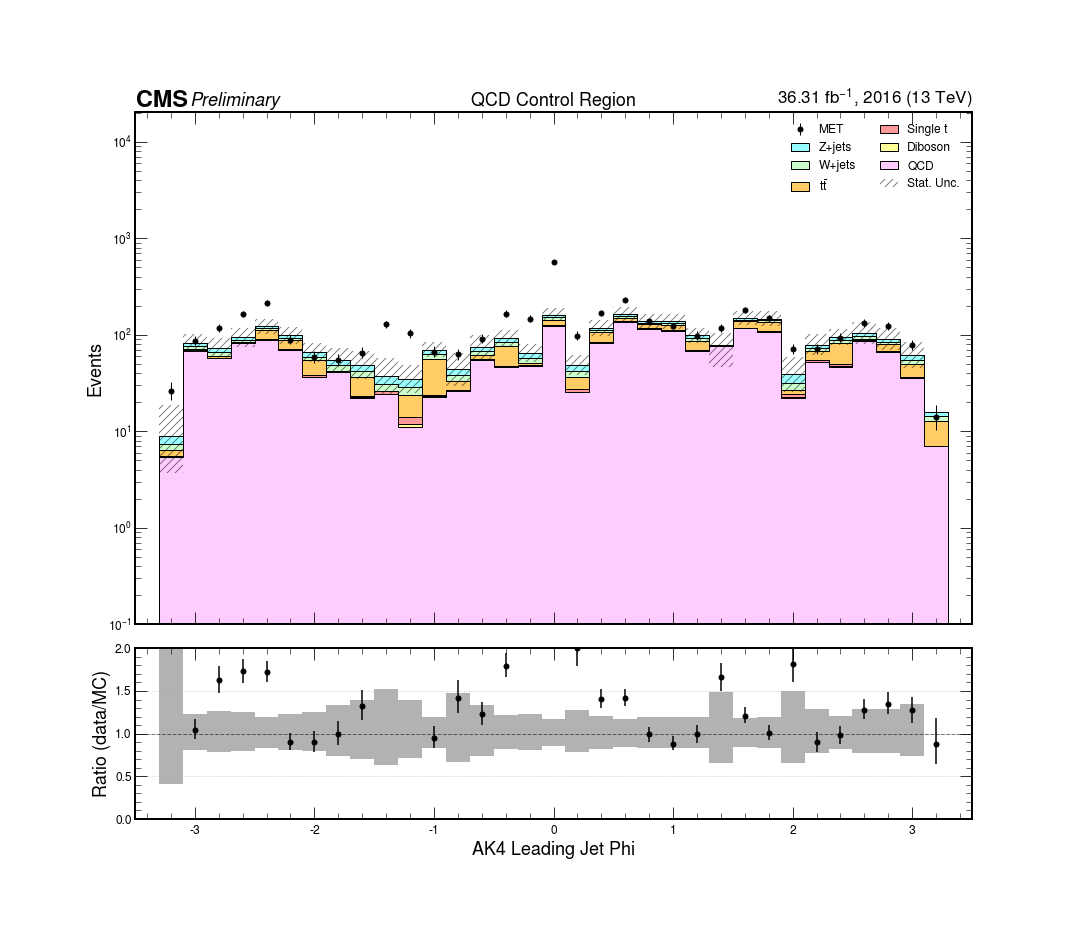 CMS Preliminary QCD Control Region 36.31 fb⁻¹, 2016 (13 TeV)
MET Single t
Z+jets Diboson
W+jets QCD
tt̄ Stat. Unc.
10⁴
10³
10²
10¹
10⁰
10⁻¹
Events
2.0
1.5
1.0
0.5
0.0
Ratio (data/MC)
-3 -2 -1 0 1 2 3
AK4 Leading Jet Phi